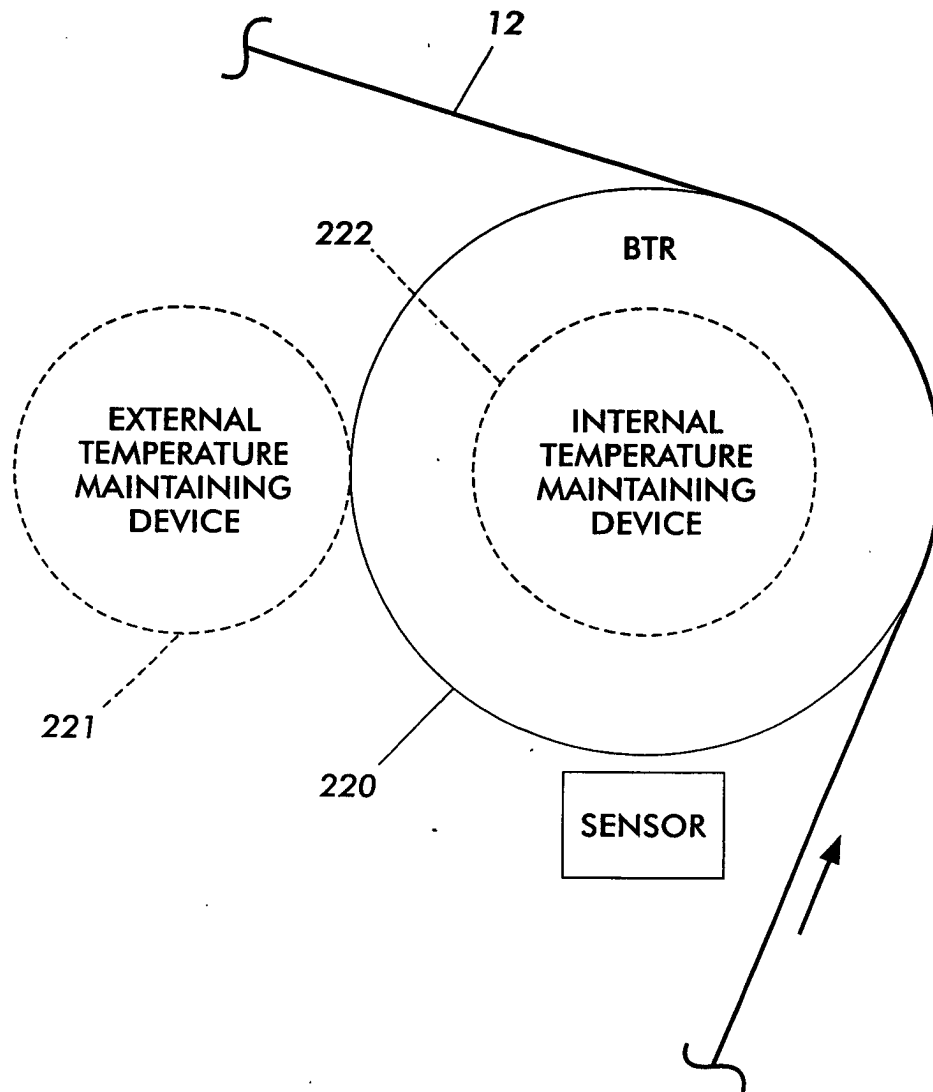 12
222
BTR
EXTERNAL
TEMPERATURE
MAINTAINING
DEVICE
INTERNAL
TEMPERATURE
MAINTAINING
DEVICE
221
220
SENSOR